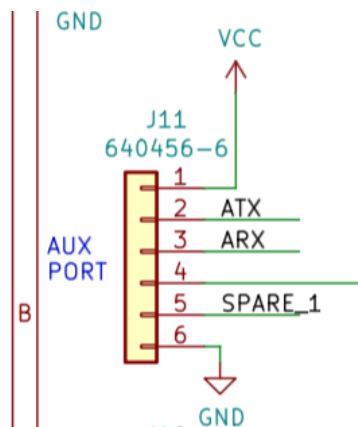 GND
VCC
J11
640456-6
1
2 ATX
3 ARX
AUX
PORT
4
5 SPARE_1
B
6
GND